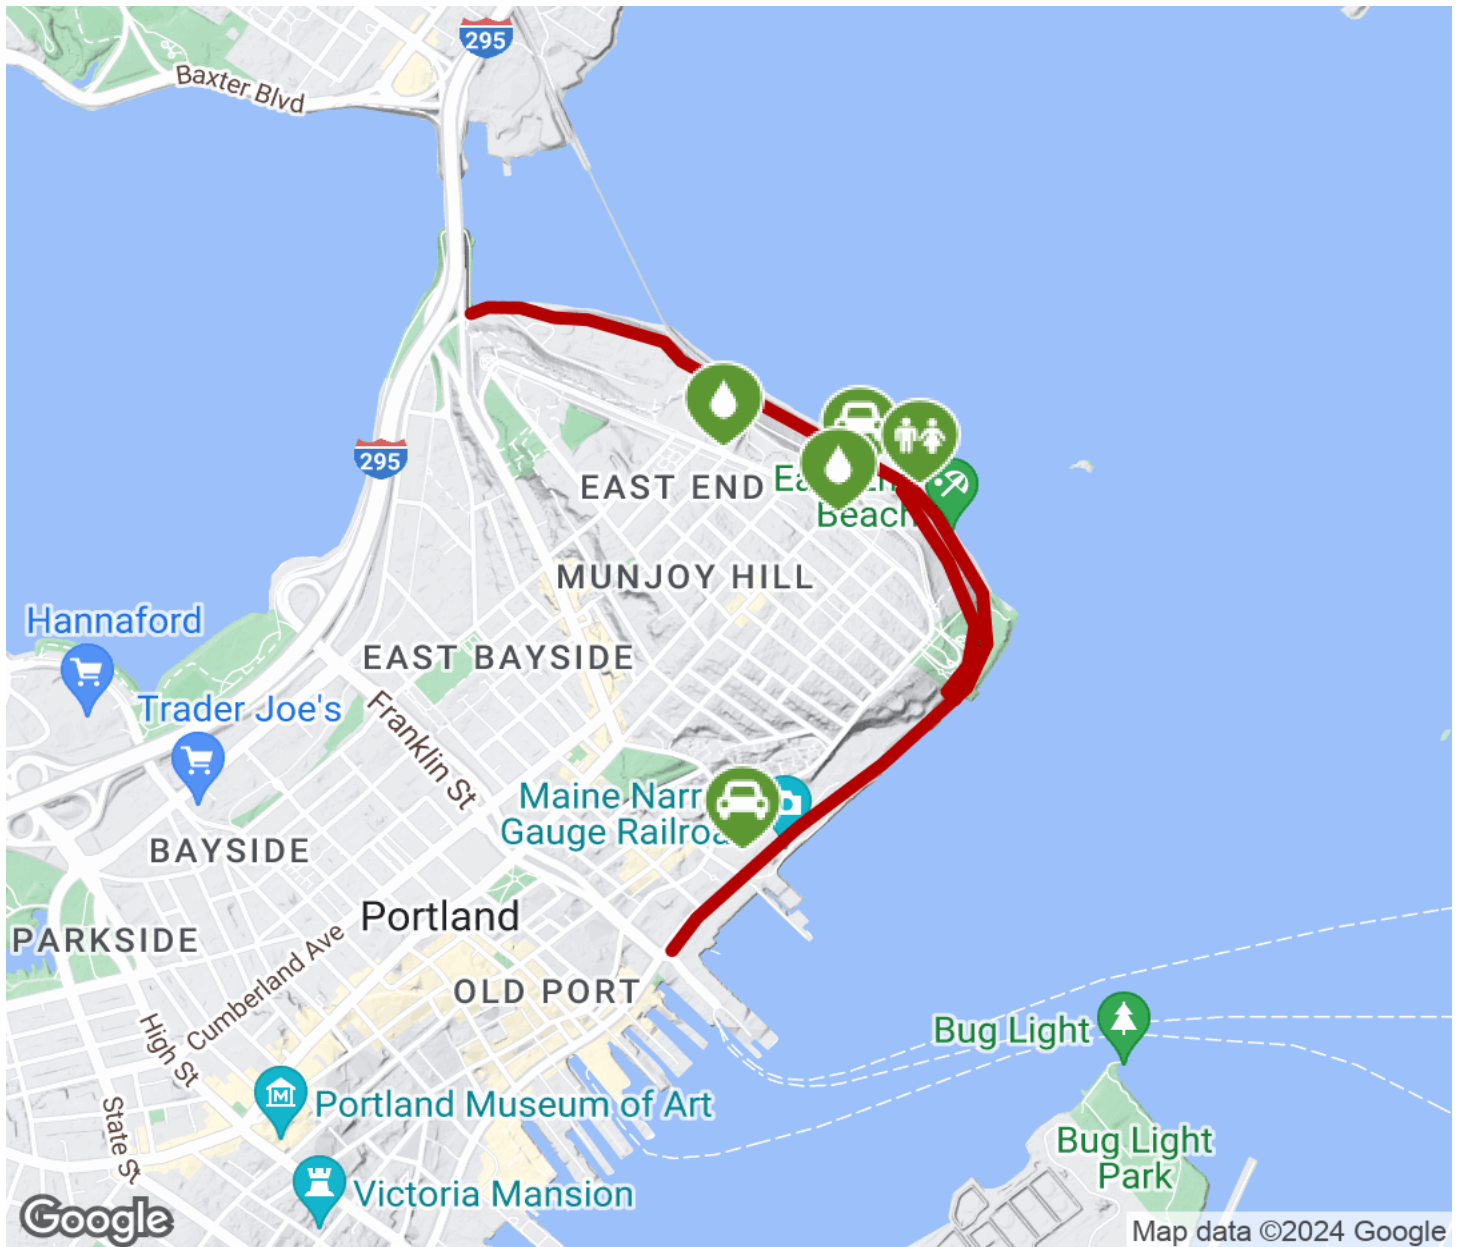 295
Baxter Blvd
295
EAST END
Ea
Beach
MUNJOY HILL
Hannaford
EAST BAYSIDE
Trader Joe's
Franklin St
Maine Narr
Gauge Railroa
BAYSIDE
Portland
PARKSIDE
Cumberland Ave
OLD PORT
High St
Bug Light
M
Portland Museum of Art
State St
Bug Light
Park
Victoria Mansion
Google
Map data ©2024 Google